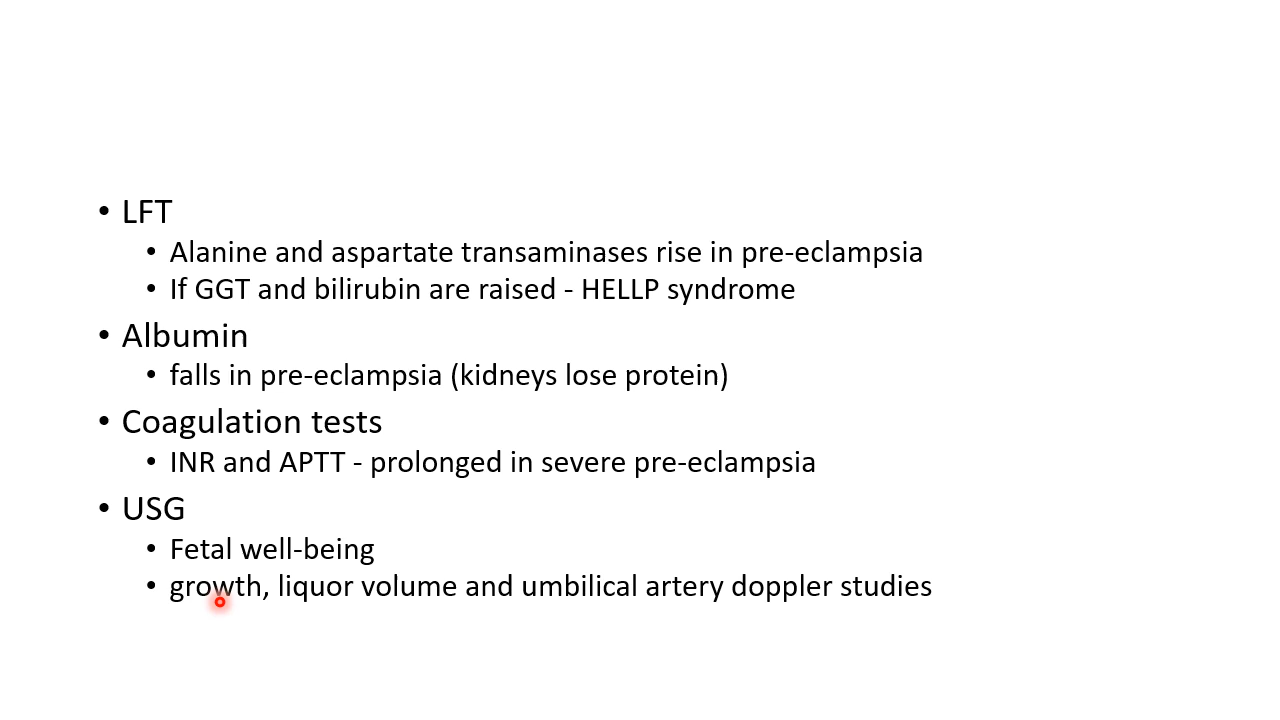 • LFT
• Alanine and aspartate transaminases rise in pre-eclampsia
• If GGT and bilirubin are raised - HELLP syndrome
• Albumin
• falls in pre-eclampsia (kidneys lose protein)
• Coagulation tests
• INR and APTT - prolonged in severe pre-eclampsia
• USG
• Fetal well-being
• growth, liquor volume and umbilical artery doppler studies